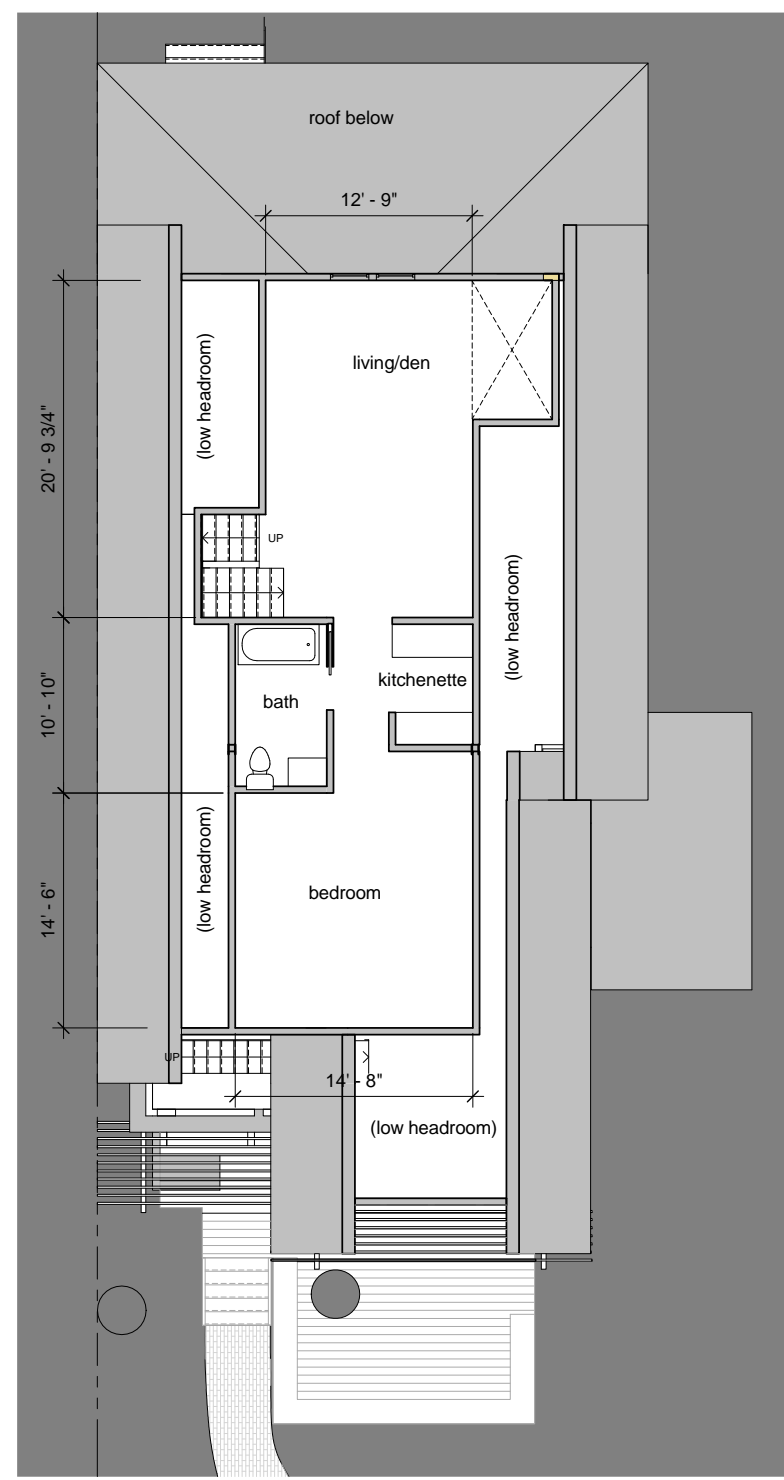 roof below
12' - 9"
living/den
(low headroom)
20' - 9 3/4"
UP
(low headroom)
kitchenette
bath
10' - 10"
(low headroom)
bedroom
14' - 6"
UP
14' - 8"
(low headroom)